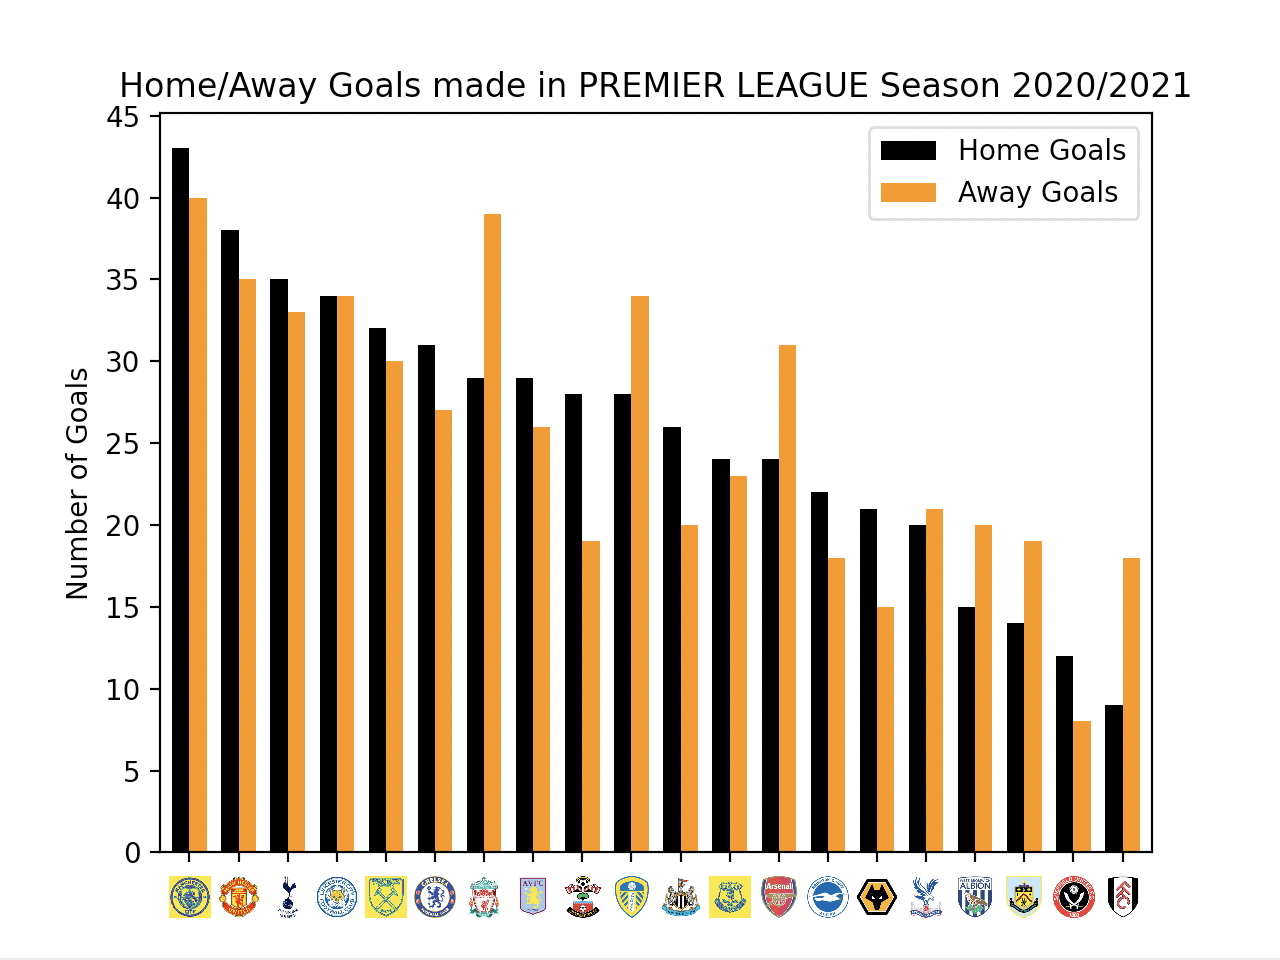 Home/Away Goals made in PREMIER LEAGUE Season 2020/2021
Home Goals
Away Goals
Number of Goals
45
40
35
30
25
20
15
10
5
0
AVFC
Arsenal
ALBION